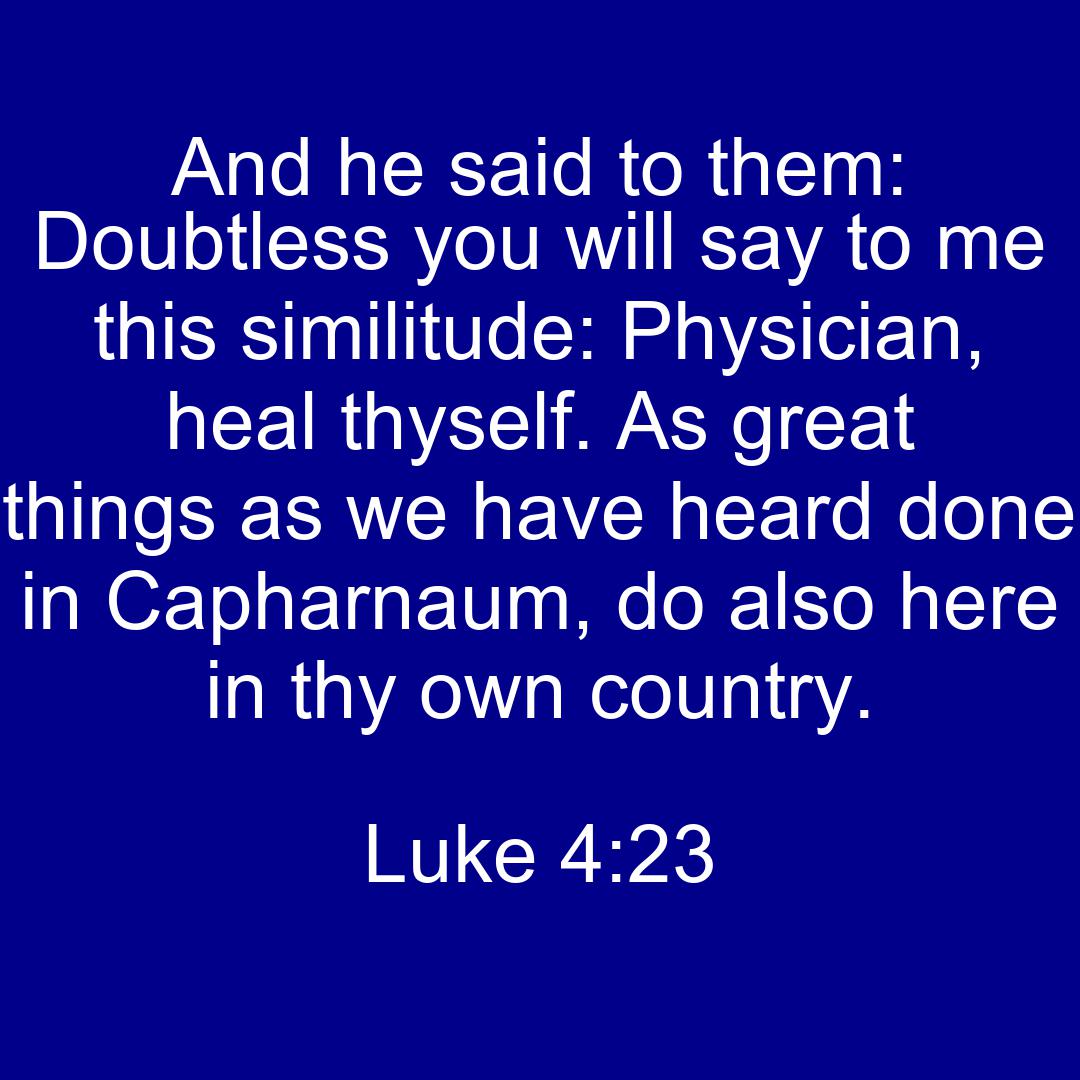 And he said to them:
Doubtless you will say to me
this similitude: Physician,
heal thyself. As great
things as we have heard done
in Capharnaum, do also here
in thy own country.
Luke 4:23